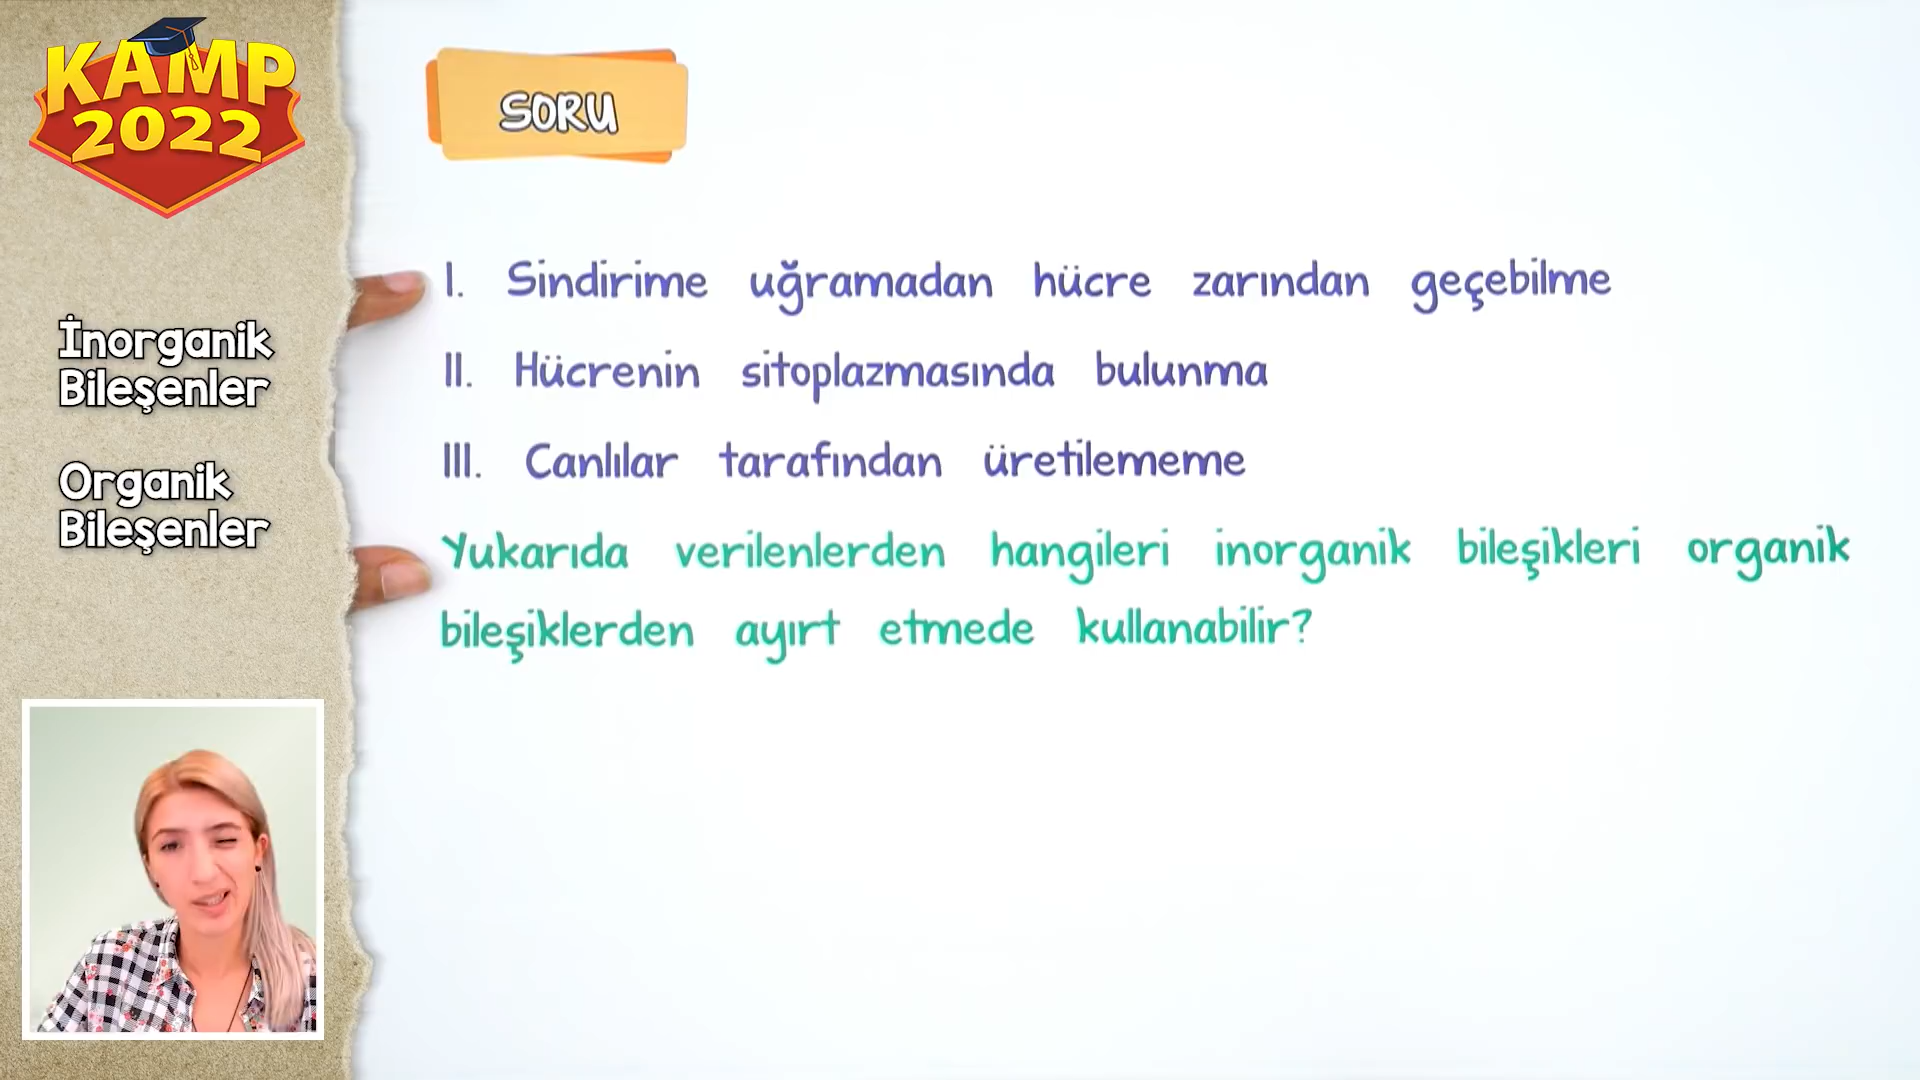 KAMP
2022
İnorganik
Bileşenler
Organik
Bileşenler
SORU
I. Sindirime uğramadan hücre zarından geçebilme
II. Hücrenin sitoplazmasında bulunma
III. Canlılar tarafından üretilememe
Yukarıda verilenlerden hangileri inorganik bileşikleri organik
bileşiklerden ayırt etmede kullanabilir?